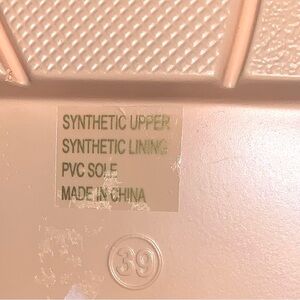 SYNTHETIC UPPER
SYNTHETIC LINING
PVC SOLE
MADE IN CHINA
39